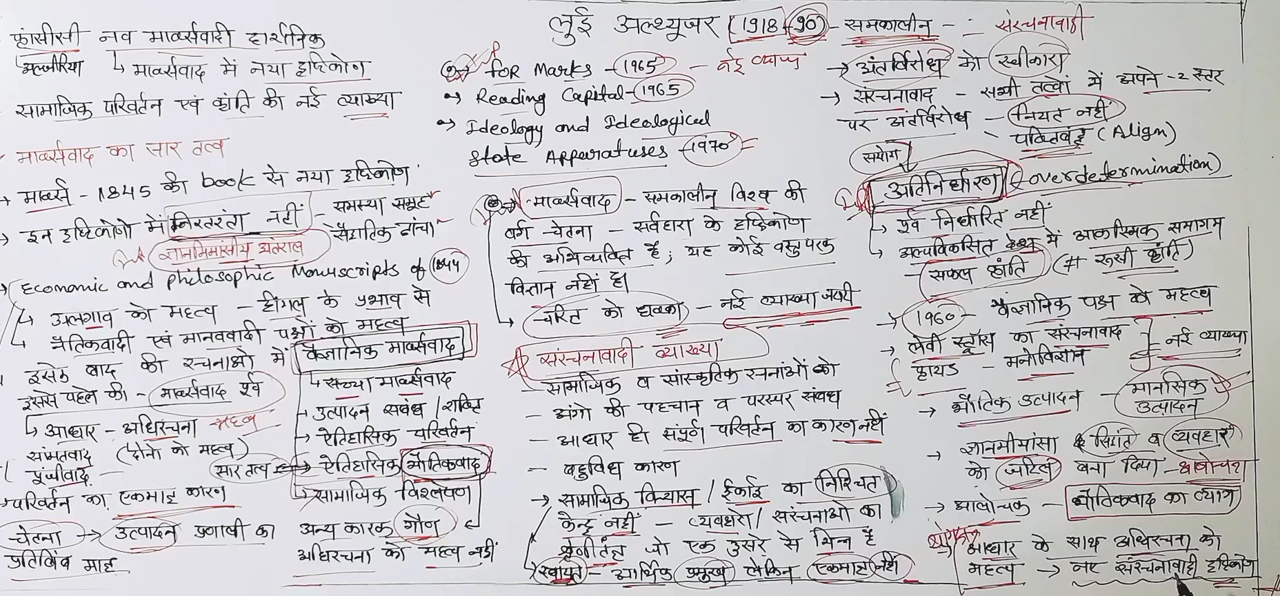 लुई अल्थ्यूजर (1918-90) - समकालीन - संरचनावादी
फ्रांसीसी नव मार्क्सवादी दार्शनिक
अल्जीरिया
मार्क्सवाद में नया दृष्टिकोण
सामाजिक परिवर्तन एवं क्रांति की नई व्याख्या
मार्क्सवाद का सार तत्व
→ मार्क्स - 1845 की book से नया दृष्टिकोण
→ इन दृष्टिकोणों में निरंतरता नहीं - समस्या समूह
सैद्धांतिक ढांचा
ज्ञानमीमांसीय अंतराल
Economic and Philosophic Manuscripts of 1844
अलगाव को महत्व - हीगल के प्रभाव से
नैतिकवादी एवं मानववादी पक्षों को महत्व
इसके बाद की रचनाओं में वैज्ञानिक मार्क्सवाद
इससे पहले की - मार्क्सवाद पूर्व
आधार - अधिरचना महत्व
सामंतवाद (दोनों को महत्व)
पूंजीवाद -
परिवर्तन का एकमात्र कारण
चेतना → उत्पादन प्रणाली का
प्रतिबिंब मात्र
सच्चा मार्क्सवाद
उत्पादन संबंध / शक्ति
ऐतिहासिक परिवर्तन
सार तत्व → ऐतिहासिक भौतिकवाद
सामाजिक विश्लेषण
अन्य कारक गौण
अधिरचना को महत्व नहीं
For Marks - 1965 - नई व्याख्या
Reading Capital - 1965
Ideology and Ideological
State Apparatuses - 1970
मार्क्सवाद - समकालीन विश्व की
वर्ग चेतना - सर्वहारा के दृष्टिकोण
की अभिव्यक्ति है; यह कोई वस्तुपरक
विज्ञान नहीं है।
चरित्र को धक्का - नई व्याख्या जरूरी
संरचनावादी व्याख्या
सामाजिक व सांस्कृतिक रचनाओं को
- अंगों की पहचान व परस्पर संबंध
- आधार ही संपूर्ण परिवर्तन का कारण नहीं
- बहुविध कारण
→ सामाजिक विन्यास / ईकाई का निश्चित
केन्द्र नहीं - व्यवहारों / संरचनाओं का
श्रेणीतंत्र जो एक दुसरे से भिन्न है
स्वायत - आर्थिक प्रमुख लेकिन एकमात्र नहीं
→ अंतर्विरोध को स्वीकारा
→ संरचनावाद - सभी तत्वों में अपने-2 स्तर
पर अंतर्विरोध - नियत नहीं
- पंक्तिबद्ध (Align)
संयोग
अतिनिर्धारण (overdetermination)
पूर्व निर्धारित नहीं
अल्पविकसित देश में आकस्मिक समागम
सफल क्रांति (# रूसी क्रांति)
→ 1960 - वैज्ञानिक पक्ष को महत्व
→ लेवी स्ट्रॉस का संरचनावाद
फ्रायड - मनोविज्ञान
- नई व्याख्या
→ भौतिक उत्पादन - मानसिक
उत्पादन
→ ज्ञानमीमांसा - सिद्धांत व व्यवहार
को जटिल बना दिया
→ आलोचक - भौतिकवाद का त्याग
योगदान
आधार के साथ अधिरचना को
महत्व → नए संरचनावादी दृष्टिकोण